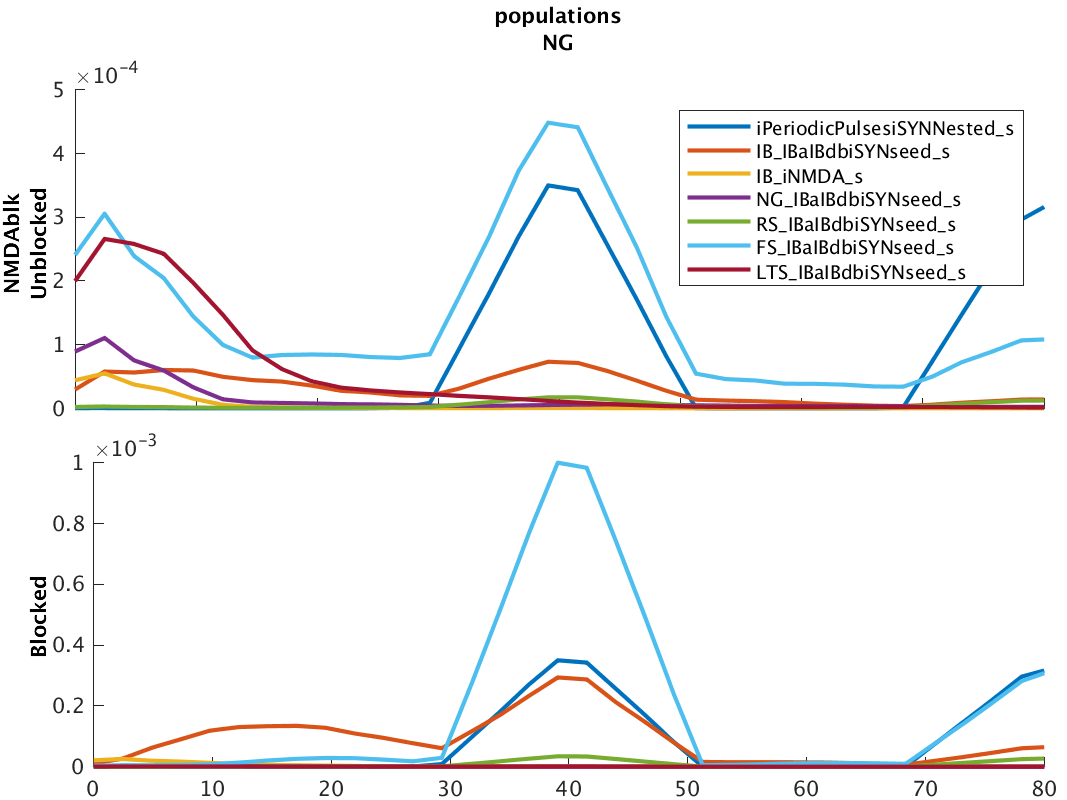 populations
NG
×10⁻⁴
5
4
3
2
1
0
NMDAblk
Unblocked
iPeriodicPulsesiSYNNested_s
IB_IBaIBdbiSYNseed_s
IB_iNMDA_s
NG_IBaIBdbiSYNseed_s
RS_IBaIBdbiSYNseed_s
FS_IBaIBdbiSYNseed_s
LTS_IBaIBdbiSYNseed_s
×10⁻³
1
0.8
0.6
0.4
0.2
0
Blocked
0 10 20 30 40 50 60 70 80